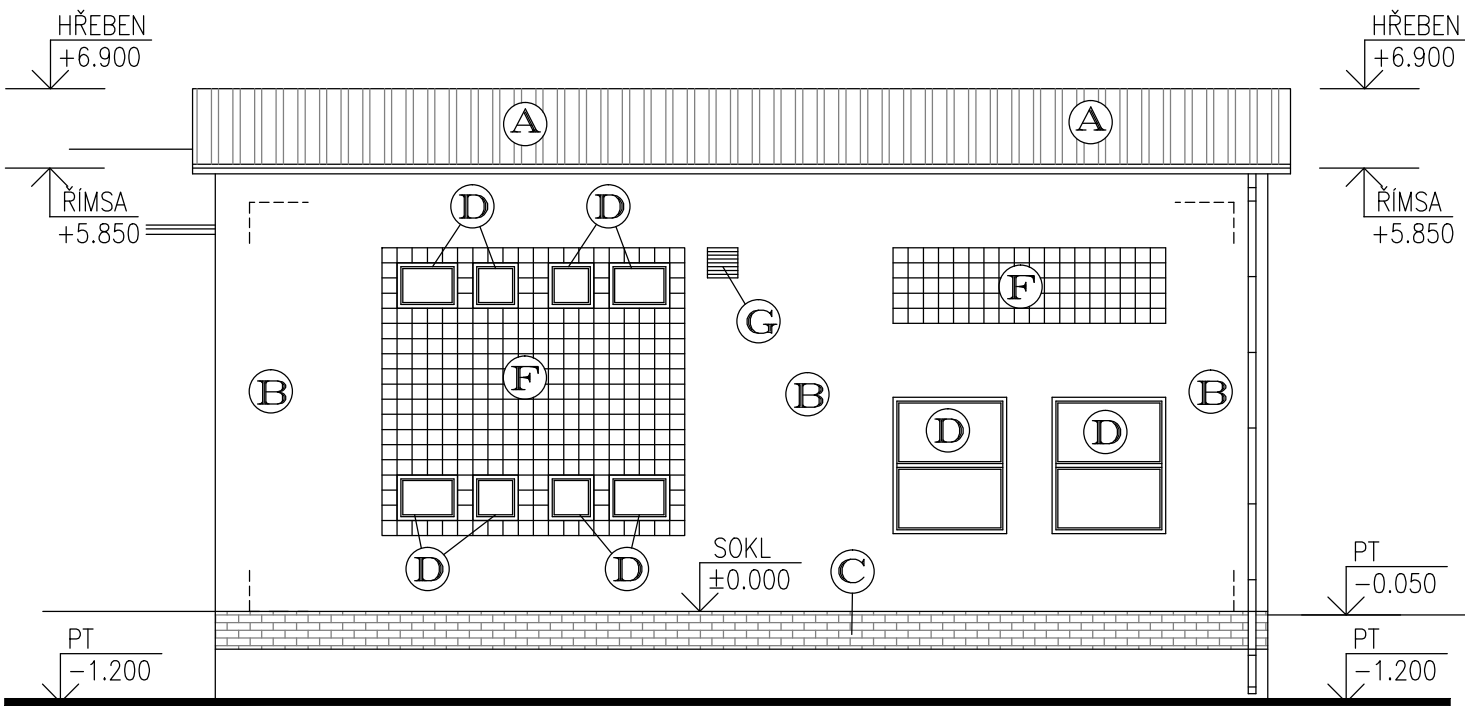 HŘEBEN
+6.900
HŘEBEN
+6.900
A
A
ŘÍMSA
+5.850
ŘÍMSA
+5.850
D
D
F
G
F
B
B
B
D
D
D
D
SOKL
±0.000
C
PT
-0.050
PT
-1.200
PT
-1.200